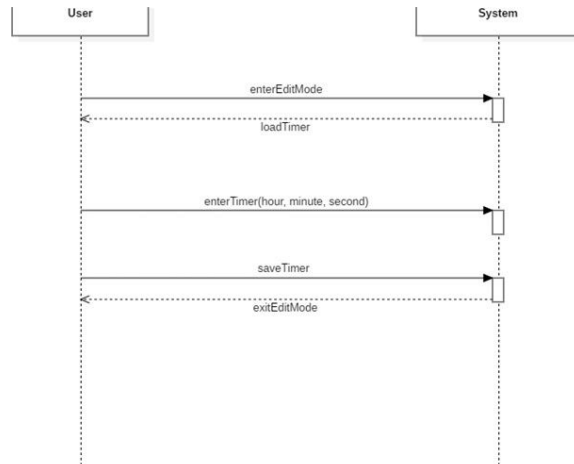 User
System
enterEditMode
loadTimer
enterTimer(hour, minute, second)
saveTimer
exitEditMode